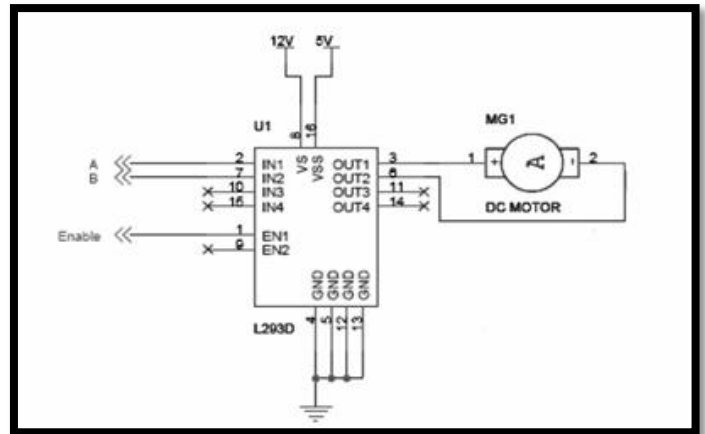 12V 5V
U1
MG1
8 16
VS VSS
A 2 IN1 OUT1 3 1 + - 2
B 7 IN2 OUT2 6
10 IN3 OUT3 11
15 IN4 OUT4 14
DC MOTOR
Enable 1 EN1
9 EN2
GND GND GND GND
L293D
4 5 12 13